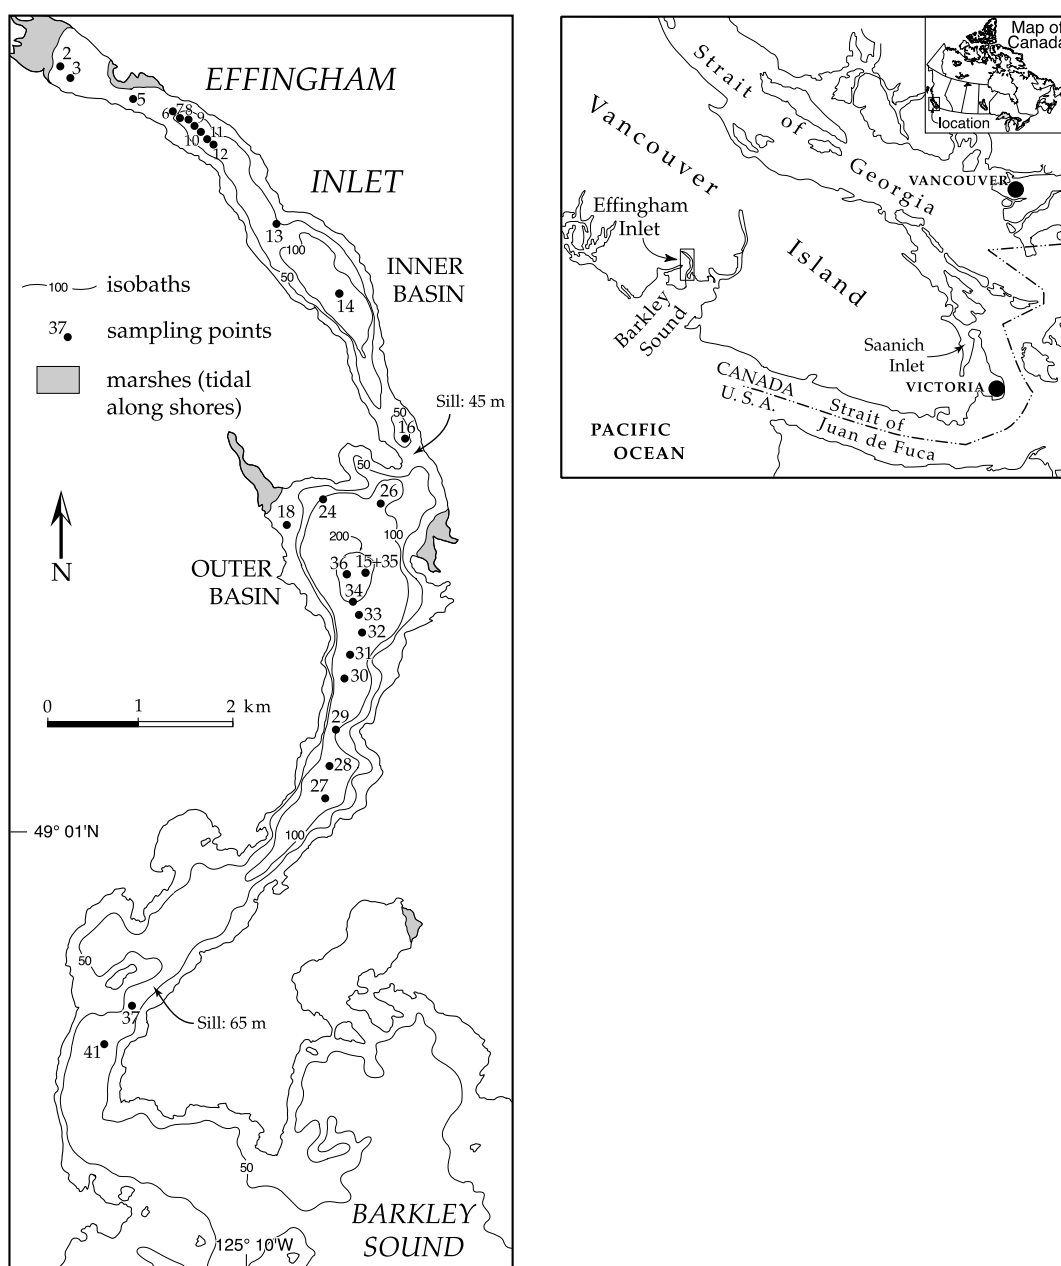 2
3
5
6
7
8
9
10
11
12
EFFINGHAM
INLET
13
100
50
INNER
BASIN
14
100 isobaths
37 sampling points
marshes (tidal
along shores)
50
16
Sill: 45 m
50
26
24
18
100
200
36
15+35
34
OUTER
BASIN
N
33
32
31
30
0 1 2 km
29
28
27
100
49° 01'N
50
37
Sill: 65 m
41
50
BARKLEY
SOUND
125° 10'W
Map of
Canada
location
Strait
of
Georgia
Vancouver
Island
VANCOUVER
Effingham
Inlet
Barkley
Sound
Saanich
Inlet
VICTORIA
CANADA
U.S.A.
Strait of
Juan de Fuca
PACIFIC
OCEAN